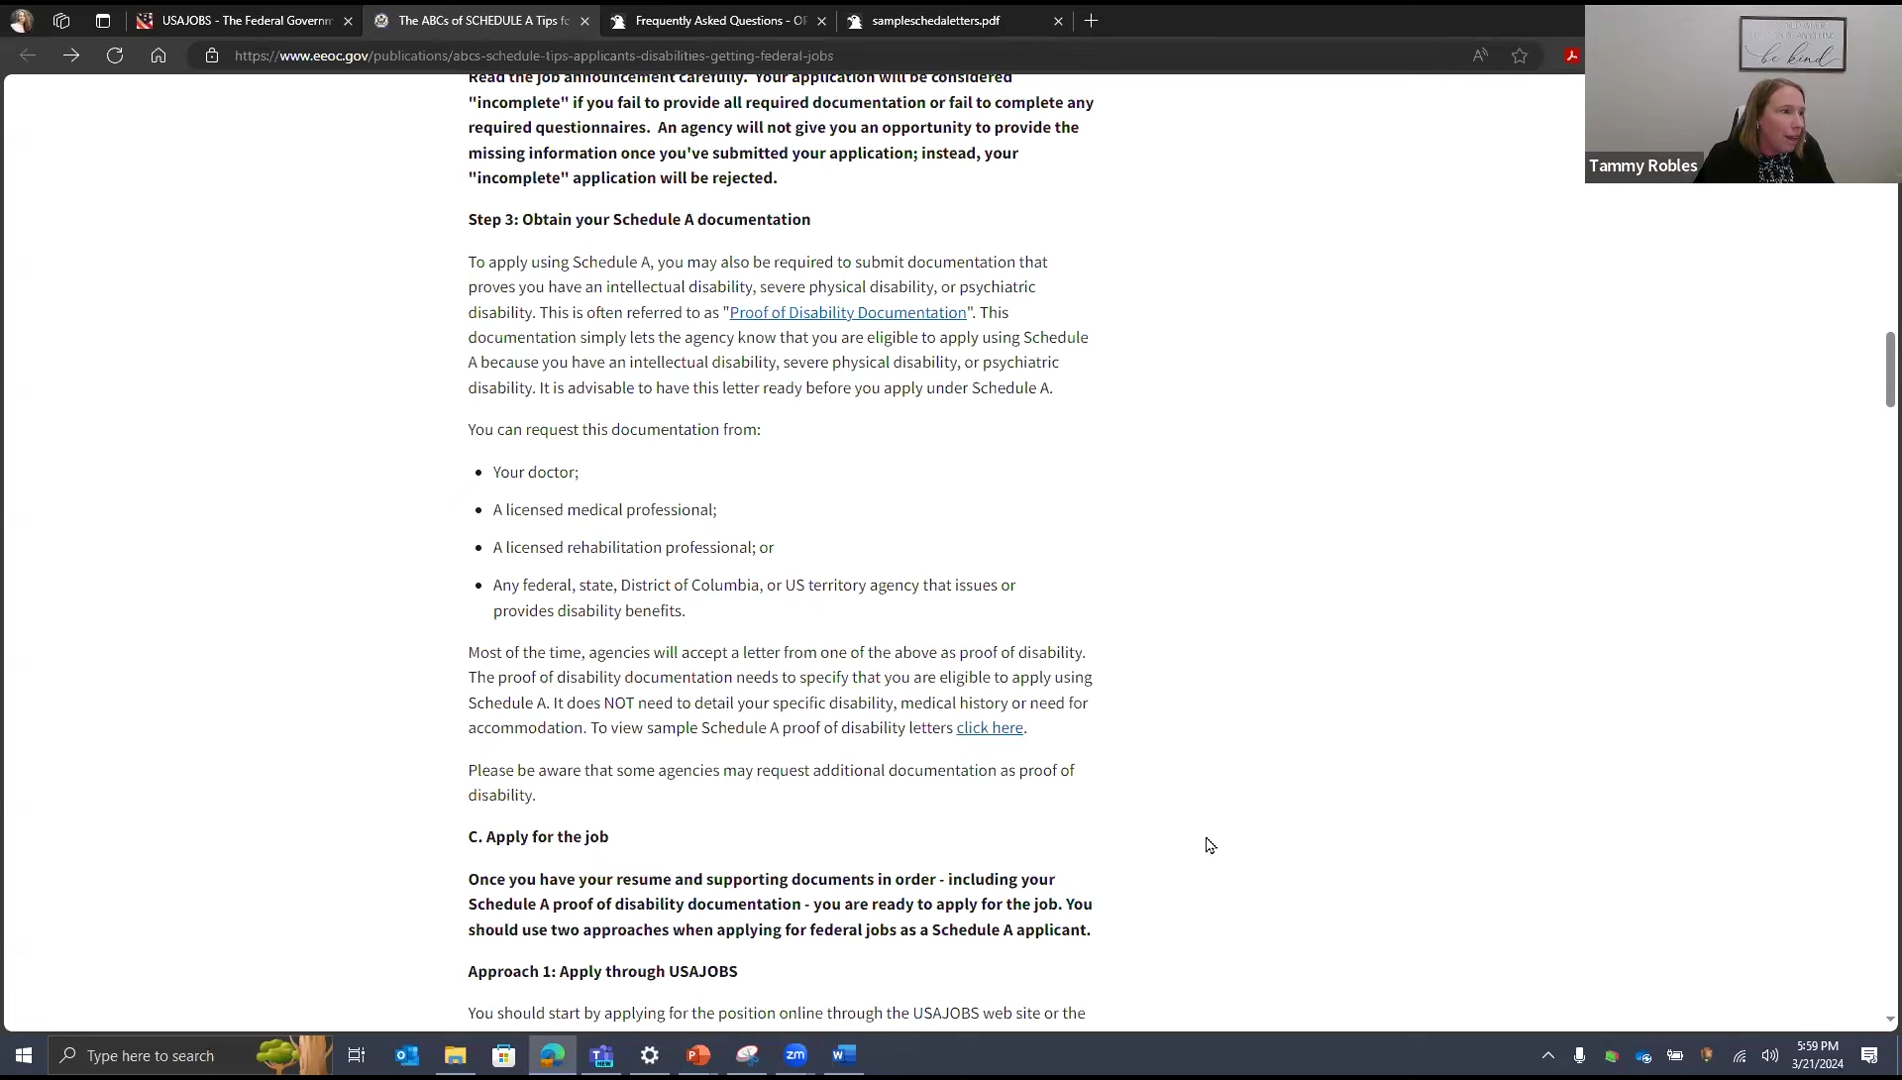 USAJOBS - The Federal Governm
The ABCs of SCHEDULE A Tips fo
Frequently Asked Questions - OF
sampleschedaletters.pdf
https://www.eeoc.gov/publications/abcs-schedule-tips-applicants-disabilities-getting-federal-jobs
be kind
Tammy Robles
Read the job announcement carefully. Your application will be considered
"incomplete" if you fail to provide all required documentation or fail to complete any
required questionnaires. An agency will not give you an opportunity to provide the
missing information once you've submitted your application; instead, your
"incomplete" application will be rejected.
Step 3: Obtain your Schedule A documentation
To apply using Schedule A, you may also be required to submit documentation that
proves you have an intellectual disability, severe physical disability, or psychiatric
disability. This is often referred to as "Proof of Disability Documentation". This
documentation simply lets the agency know that you are eligible to apply using Schedule
A because you have an intellectual disability, severe physical disability, or psychiatric
disability. It is advisable to have this letter ready before you apply under Schedule A.
You can request this documentation from:
• Your doctor;
• A licensed medical professional;
• A licensed rehabilitation professional; or
• Any federal, state, District of Columbia, or US territory agency that issues or
provides disability benefits.
Most of the time, agencies will accept a letter from one of the above as proof of disability.
The proof of disability documentation needs to specify that you are eligible to apply using
Schedule A. It does NOT need to detail your specific disability, medical history or need for
accommodation. To view sample Schedule A proof of disability letters click here.
Please be aware that some agencies may request additional documentation as proof of
disability.
C. Apply for the job
Once you have your resume and supporting documents in order - including your
Schedule A proof of disability documentation - you are ready to apply for the job. You
should use two approaches when applying for federal jobs as a Schedule A applicant.
Approach 1: Apply through USAJOBS
You should start by applying for the position online through the USAJOBS web site or the
Type here to search
5:59 PM
3/21/2024